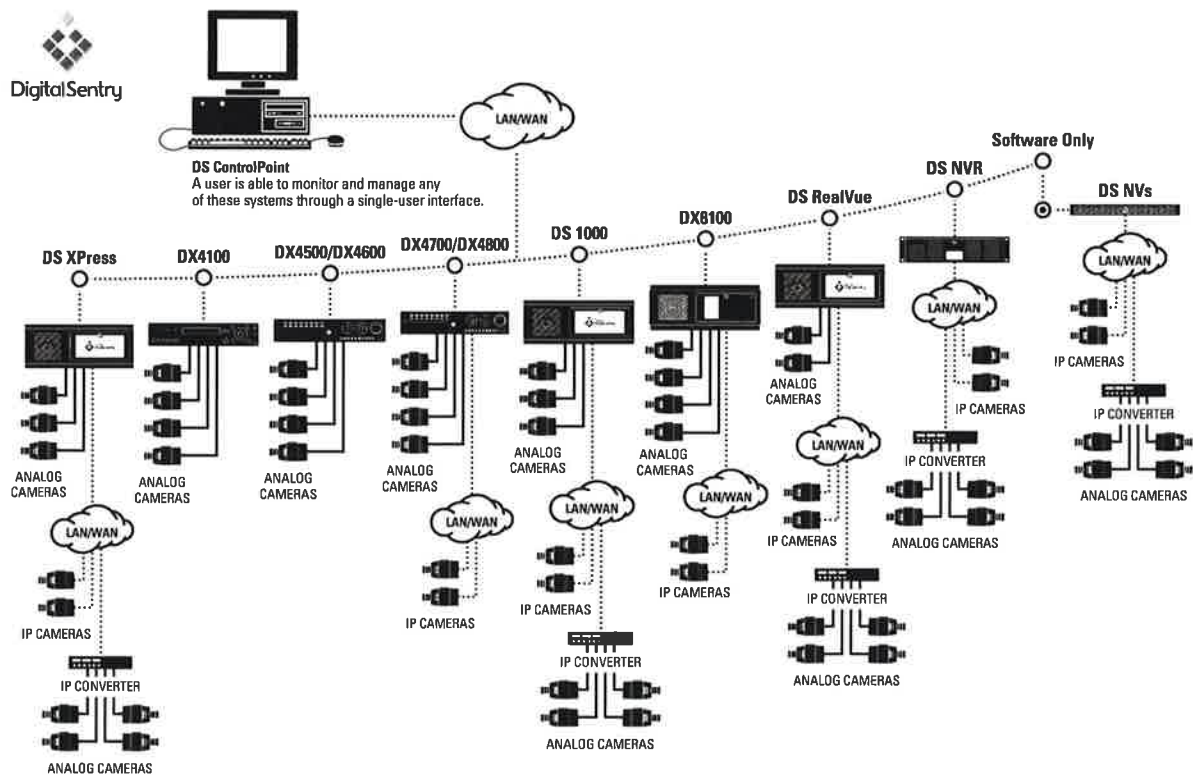 DigitalSentry
LAN/WAN
DS ControlPoint
A user is able to monitor and manage any
of these systems through a single-user interface.
Software Only
DS NVR
DS NVs
DS RealVue
DX8100
DS 1000
DX4700/DX4800
DX4500/DX4600
DX4100
DS XPress
ANALOG
CAMERAS
LAN/WAN
IP CAMERAS
IP CONVERTER
ANALOG CAMERAS
ANALOG
CAMERAS
ANALOG
CAMERAS
ANALOG
CAMERAS
LAN/WAN
IP CAMERAS
ANALOG
CAMERAS
LAN/WAN
IP CAMERAS
IP CONVERTER
ANALOG CAMERAS
ANALOG
CAMERAS
LAN/WAN
IP CAMERAS
ANALOG
CAMERAS
LAN/WAN
IP CAMERAS
IP CONVERTER
ANALOG CAMERAS
LAN/WAN
IP CAMERAS
IP CONVERTER
ANALOG CAMERAS
LAN/WAN
IP CAMERAS
IP CONVERTER
ANALOG CAMERAS